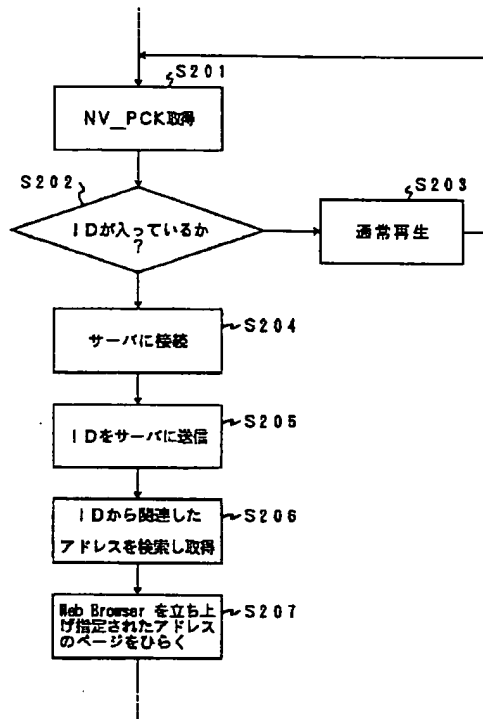 S201
NV_PCK取得
S202
IDが入っているか
?
S203
通常再生
サーバに接続
S204
IDをサーバに送信
S205
IDから関連した
アドレスを検索し取得
S206
Web Browser を立ち上
げ指定されたアドレス
のページをひらく
S207